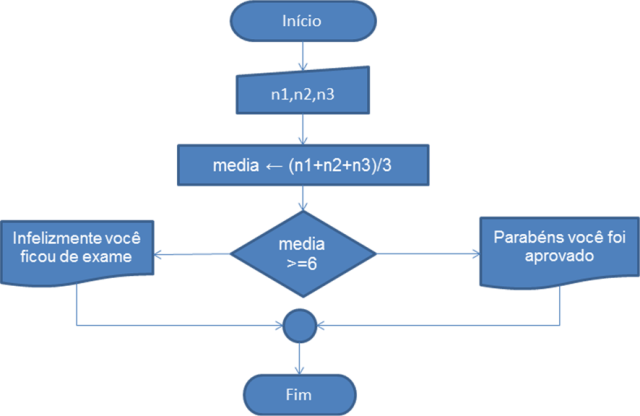 Início
n1,n2,n3
media ← (n1+n2+n3)/3
media
>=6
Infelizmente você
ficou de exame
Parabéns você foi
aprovado
Fim